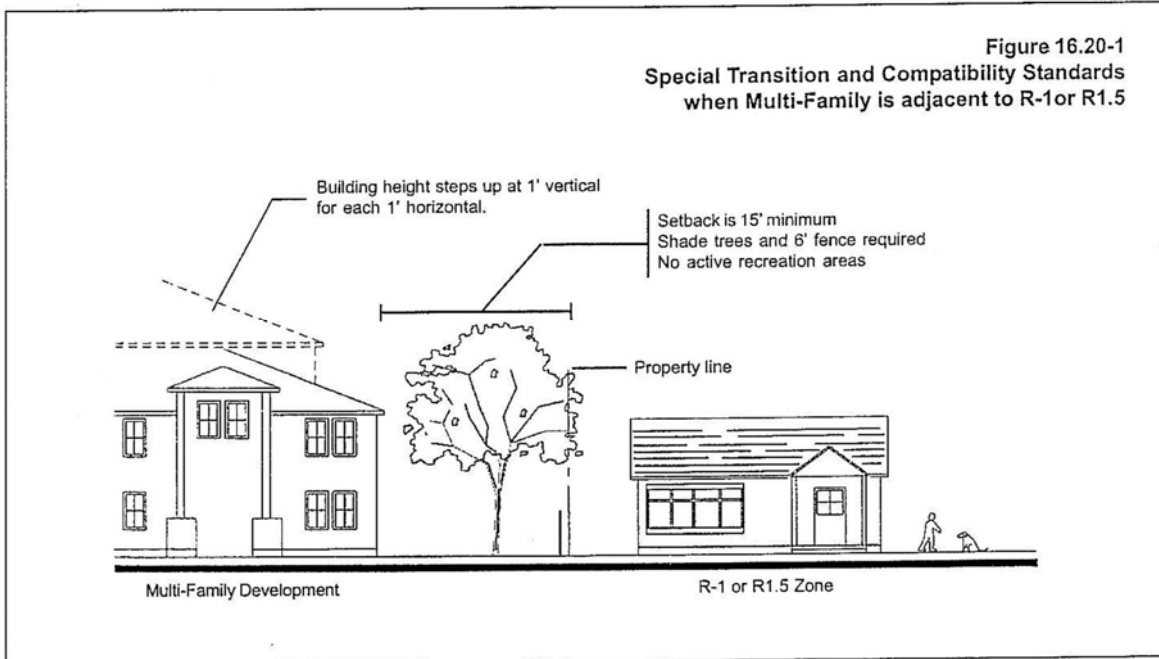 Figure 16.20-1
Special Transition and Compatibility Standards
when Multi-Family is adjacent to R-1or R1.5
Building height steps up at 1' vertical
for each 1' horizontal.
Setback is 15' minimum
Shade trees and 6' fence required
No active recreation areas
Property line
Multi-Family Development
R-1 or R1.5 Zone